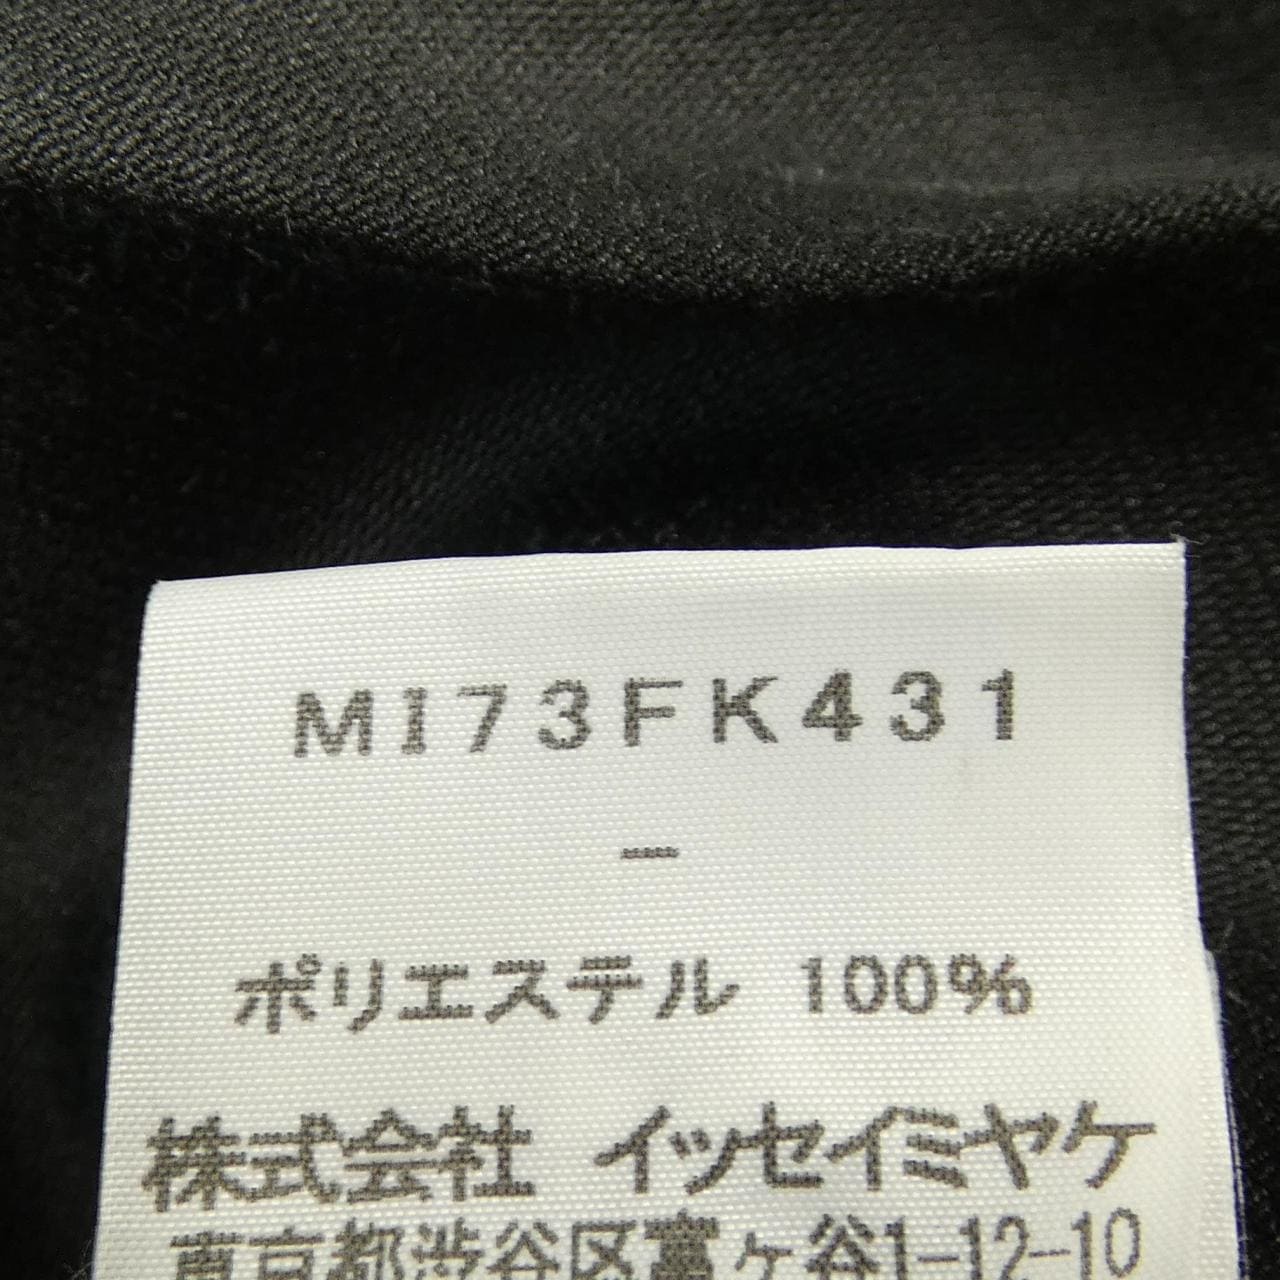 MI73FK431
−
ポリエステル 100%
株式会社 イッセイミヤケ
東京都渋谷区富ヶ谷1−12−10